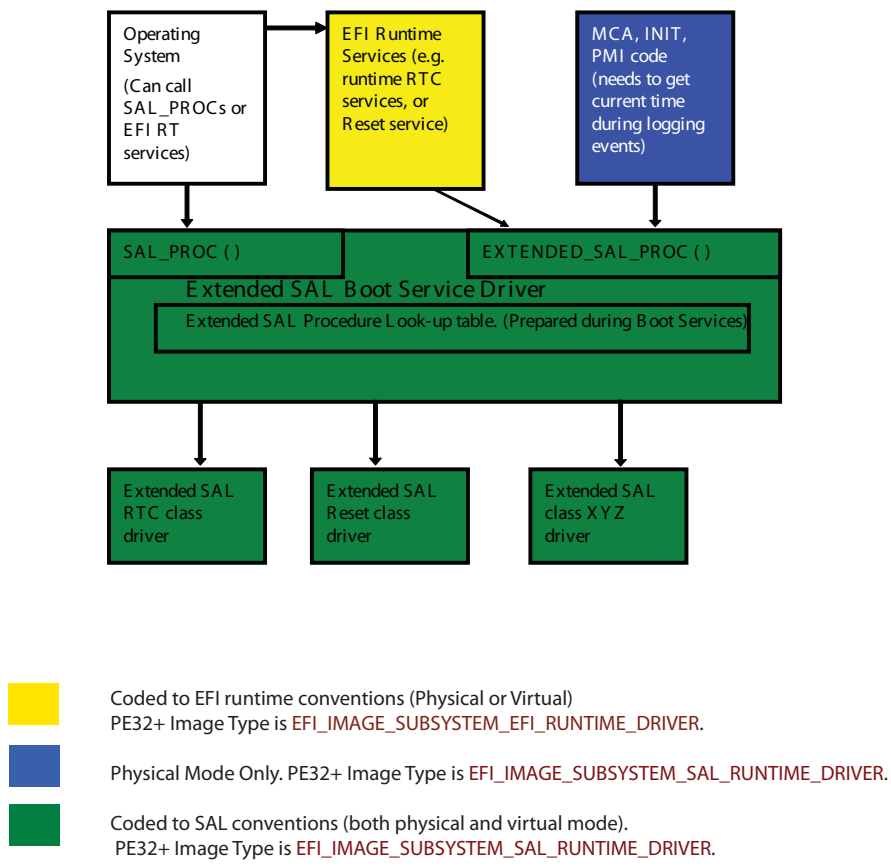 Operating
System
(Can call
SAL_PROCs or
EFI RT
services)
EFI Runtime
Services (e.g.
runtime RTC
services, or
Reset service)
MCA, INIT,
PMI code
(needs to get
current time
during logging
events)
SAL_PROC ( )
EXTENDED_SAL_PROC ( )
Extended SAL Boot Service Driver
Extended SAL Procedure Look-up table. (Prepared during Boot Services)
Extended SAL
RTC class
driver
Extended SAL
Reset class
driver
Extended SAL
class XYZ
driver
Coded to EFI runtime conventions (Physical or Virtual)
PE32+ Image Type is EFI_IMAGE_SUBSYSTEM_EFI_RUNTIME_DRIVER.
Physical Mode Only. PE32+ Image Type is EFI_IMAGE_SUBSYSTEM_SAL_RUNTIME_DRIVER.
Coded to SAL conventions (both physical and virtual mode).
PE32+ Image Type is EFI_IMAGE_SUBSYSTEM_SAL_RUNTIME_DRIVER.